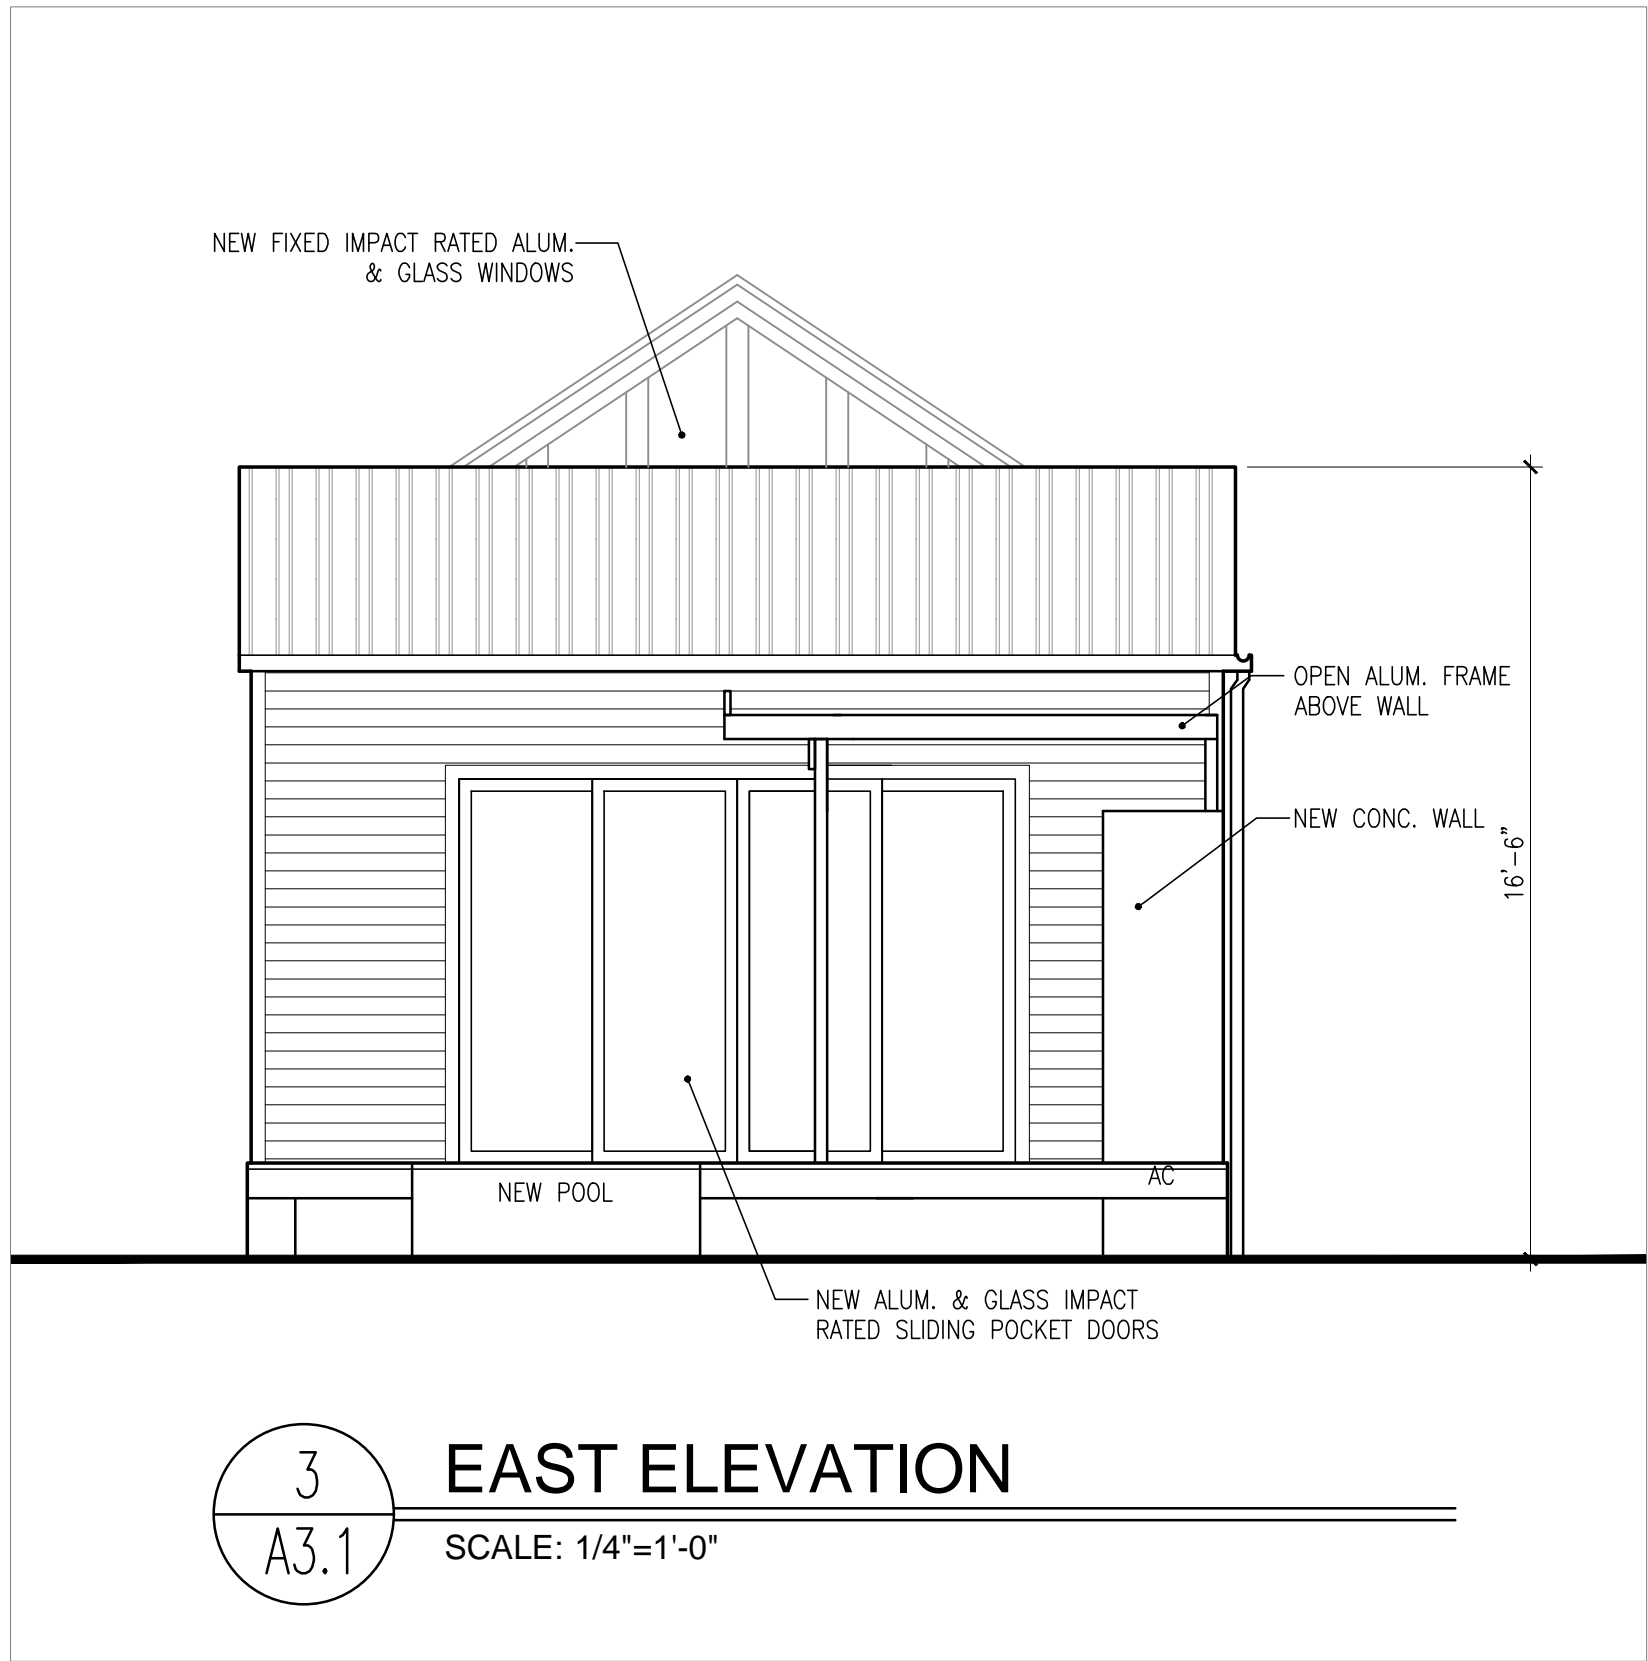 NEW FIXED IMPACT RATED ALUM.
& GLASS WINDOWS
OPEN ALUM. FRAME
ABOVE WALL
NEW CONC. WALL
16'-6"
AC
NEW POOL
NEW ALUM. & GLASS IMPACT
RATED SLIDING POCKET DOORS
3
A3.1
EAST ELEVATION
SCALE: 1/4"=1'-0"